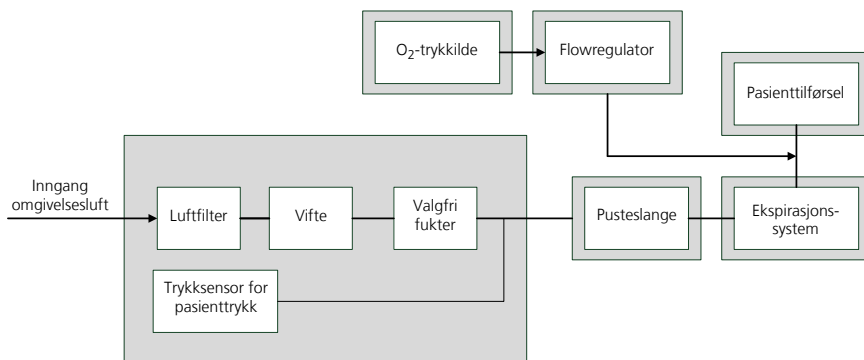 O₂-trykkilde
Flowregulator
Pasienttilførsel
Inngang
omgivelsesluft
Luftfilter
Vifte
Valgfri
fukter
Pusteslange
Ekspirasjons-
system
Trykksensor for
pasienttrykk